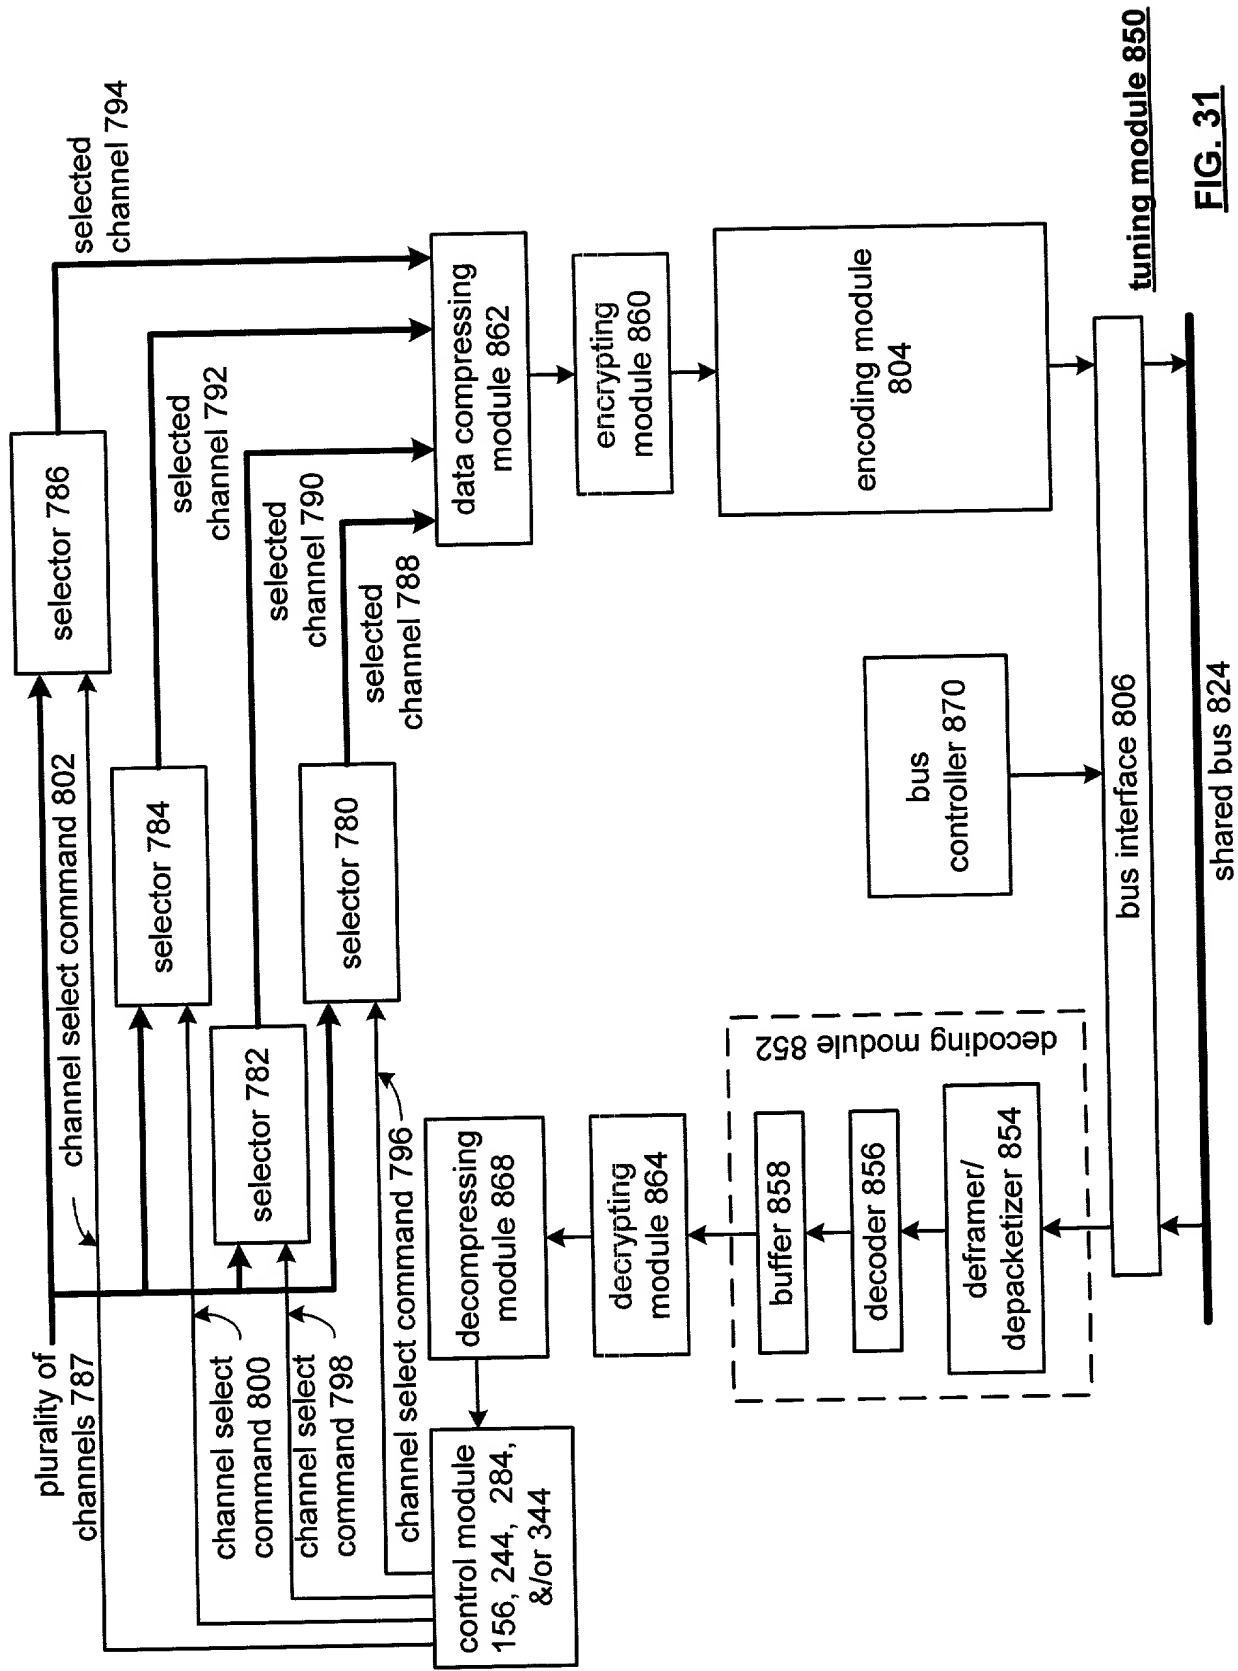 plurality of
channels 787
channel select command 802
selector 786
selected
channel 794
selector 784
selected
channel 792
channel select
command 800
selector 782
selected
channel 790
channel select
command 798
selector 780
selected
channel 788
channel select command 796
control module
156, 244, 284,
&/or 344
decompressing
module 868
data compressing
module 862
decrypting
module 864
encrypting
module 860
buffer 858
decoder 856
deframer/
depacketizer 854
decoding module 852
bus
controller 870
encoding module
804
bus interface 806
shared bus 824
tuning module 850
FIG. 31